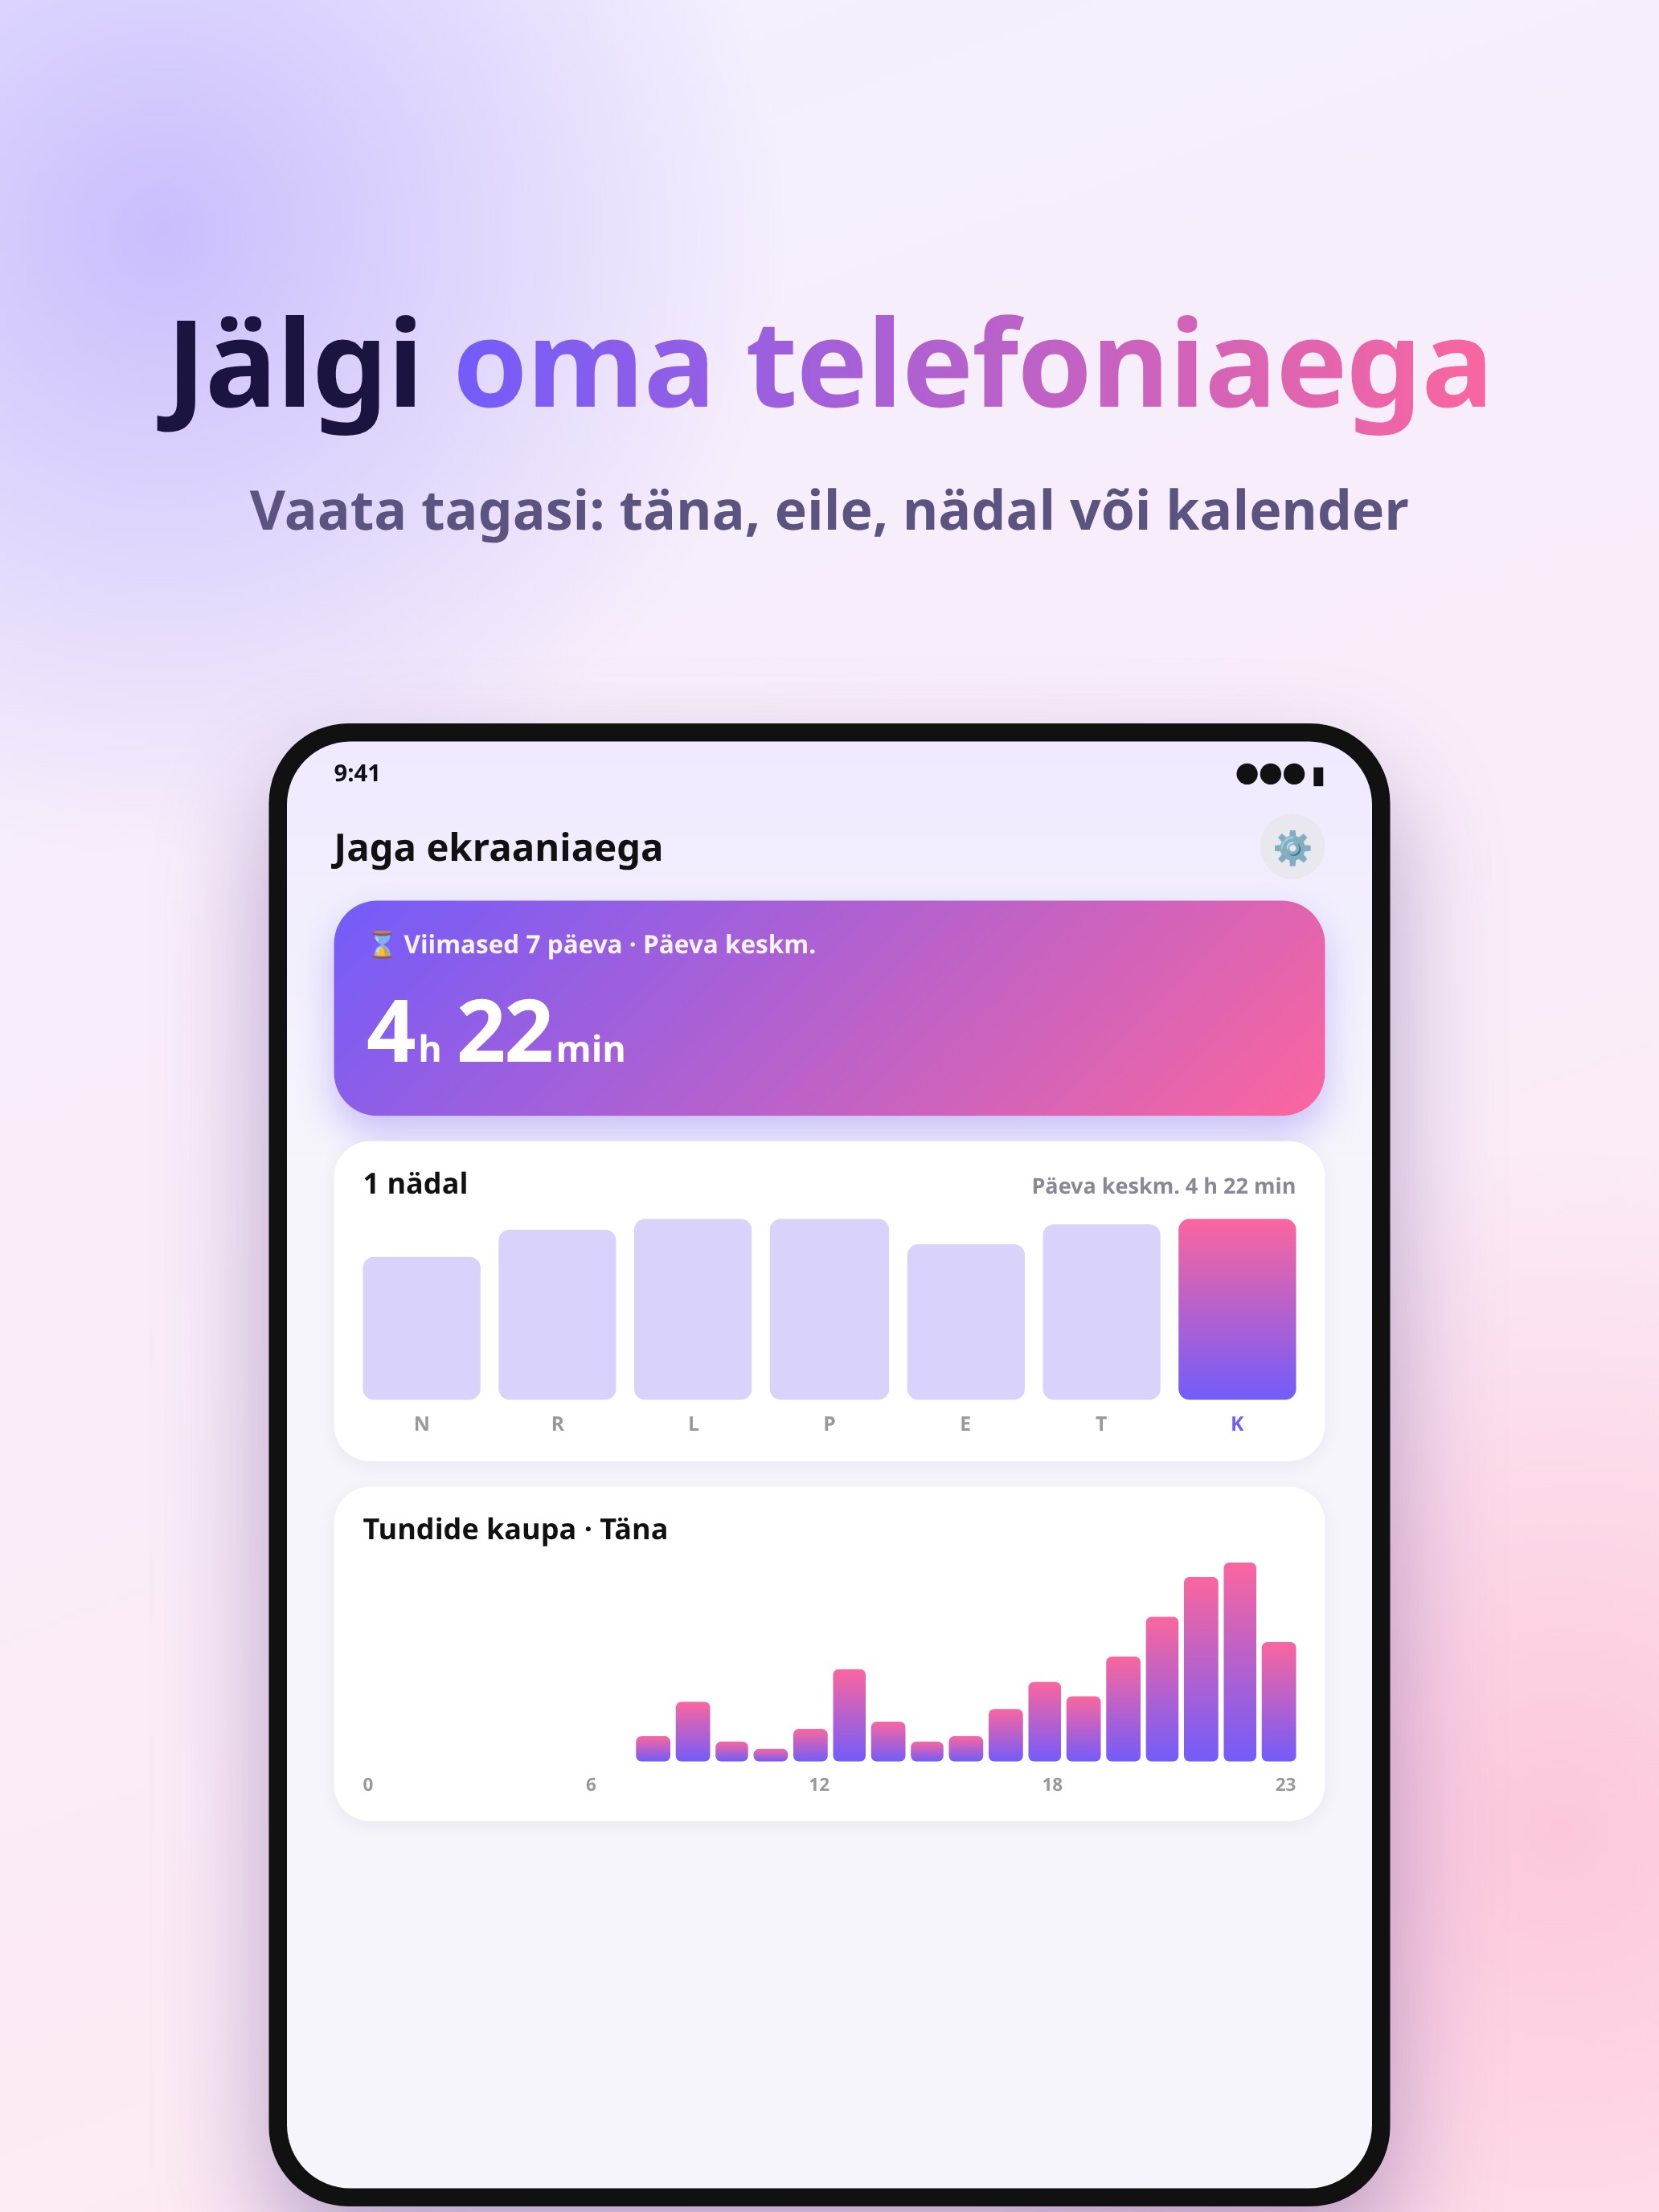 Jälgi oma telefoniaega
Vaata tagasi: täna, eile, nädal või kalender
9:41
Jaga ekraaniaega
⌛ Viimased 7 päeva · Päeva keskm.
4h 22min
1 nädal
Päeva keskm. 4 h 22 min
N R L P E T K
Tundide kaupa · Täna
0 6 12 18 23